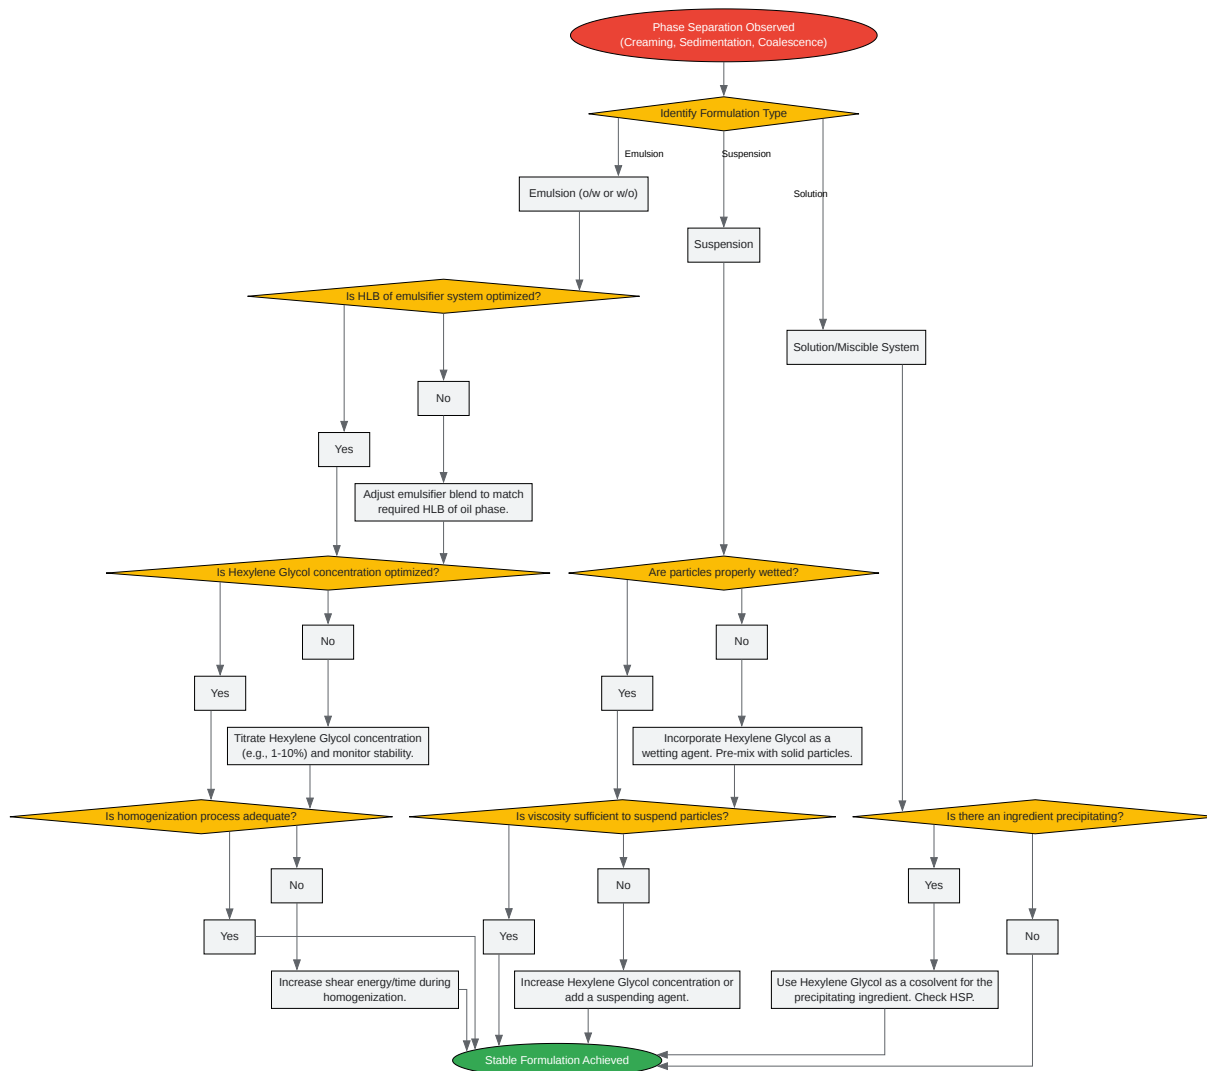 Phase Separation Observed
(Creaming, Sedimentation, Coalescence)
Identify Formulation Type
Emulsion
Suspension
Solution
Emulsion (o/w or w/o)
Suspension
Is HLB of emulsifier system optimized?
Solution/Miscible System
No
Yes
Adjust emulsifier blend to match
required HLB of oil phase.
Is Hexylene Glycol concentration optimized?
Are particles properly wetted?
No
No
Yes
Yes
Titrate Hexylene Glycol concentration
(e.g., 1-10%) and monitor stability.
Incorporate Hexylene Glycol as a
wetting agent. Pre-mix with solid particles.
Is homogenization process adequate?
Is viscosity sufficient to suspend particles?
Is there an ingredient precipitating?
No
No
Yes
Yes
Yes
No
Increase shear energy/time during
homogenization.
Increase Hexylene Glycol concentration or
add a suspending agent.
Use Hexylene Glycol as a cosolvent for the
precipitating ingredient. Check HSP.
Stable Formulation Achieved